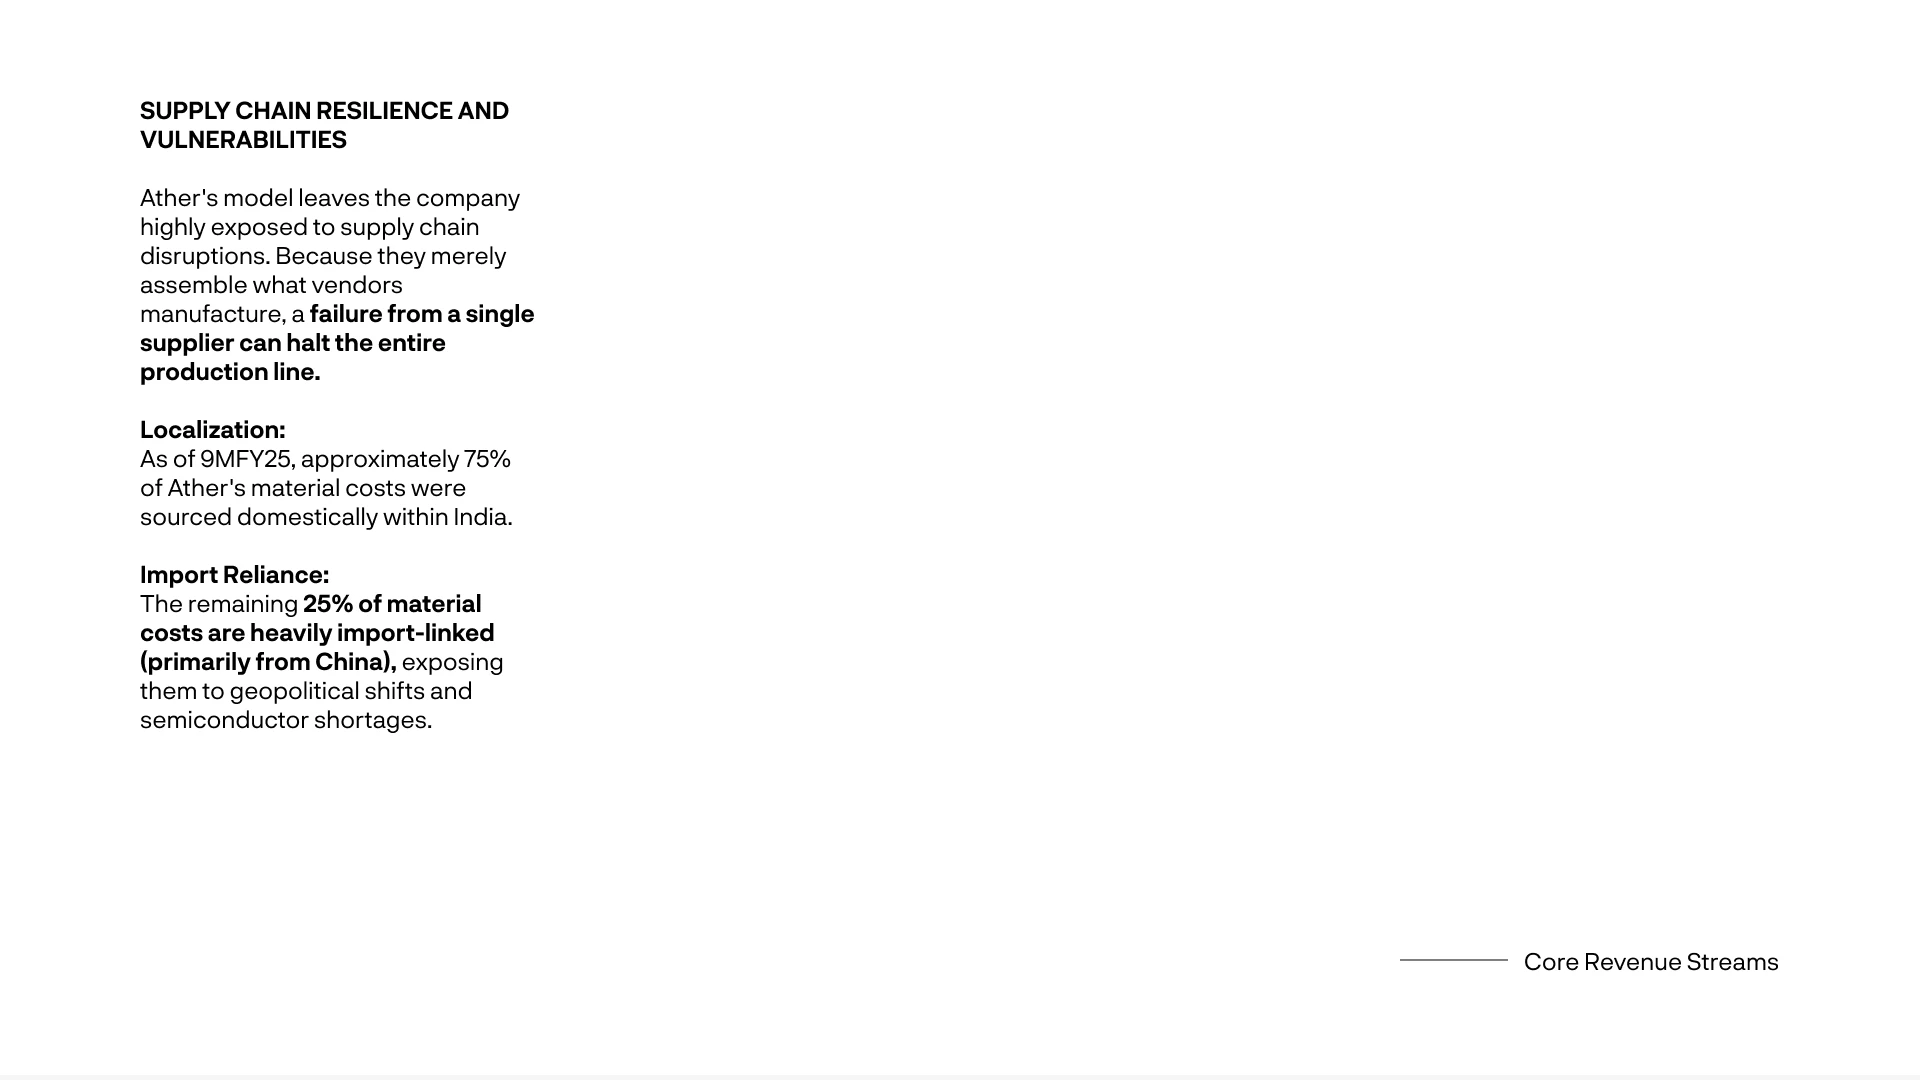 SUPPLY CHAIN RESILIENCE AND
VULNERABILITIES
Ather's model leaves the company
highly exposed to supply chain
disruptions. Because they merely
assemble what vendors
manufacture, a failure from a single
supplier can halt the entire
production line.
Localization:
As of 9MFY25, approximately 75%
of Ather's material costs were
sourced domestically within India.
Import Reliance:
The remaining 25% of material
costs are heavily import-linked
(primarily from China), exposing
them to geopolitical shifts and
semiconductor shortages.
Core Revenue Streams